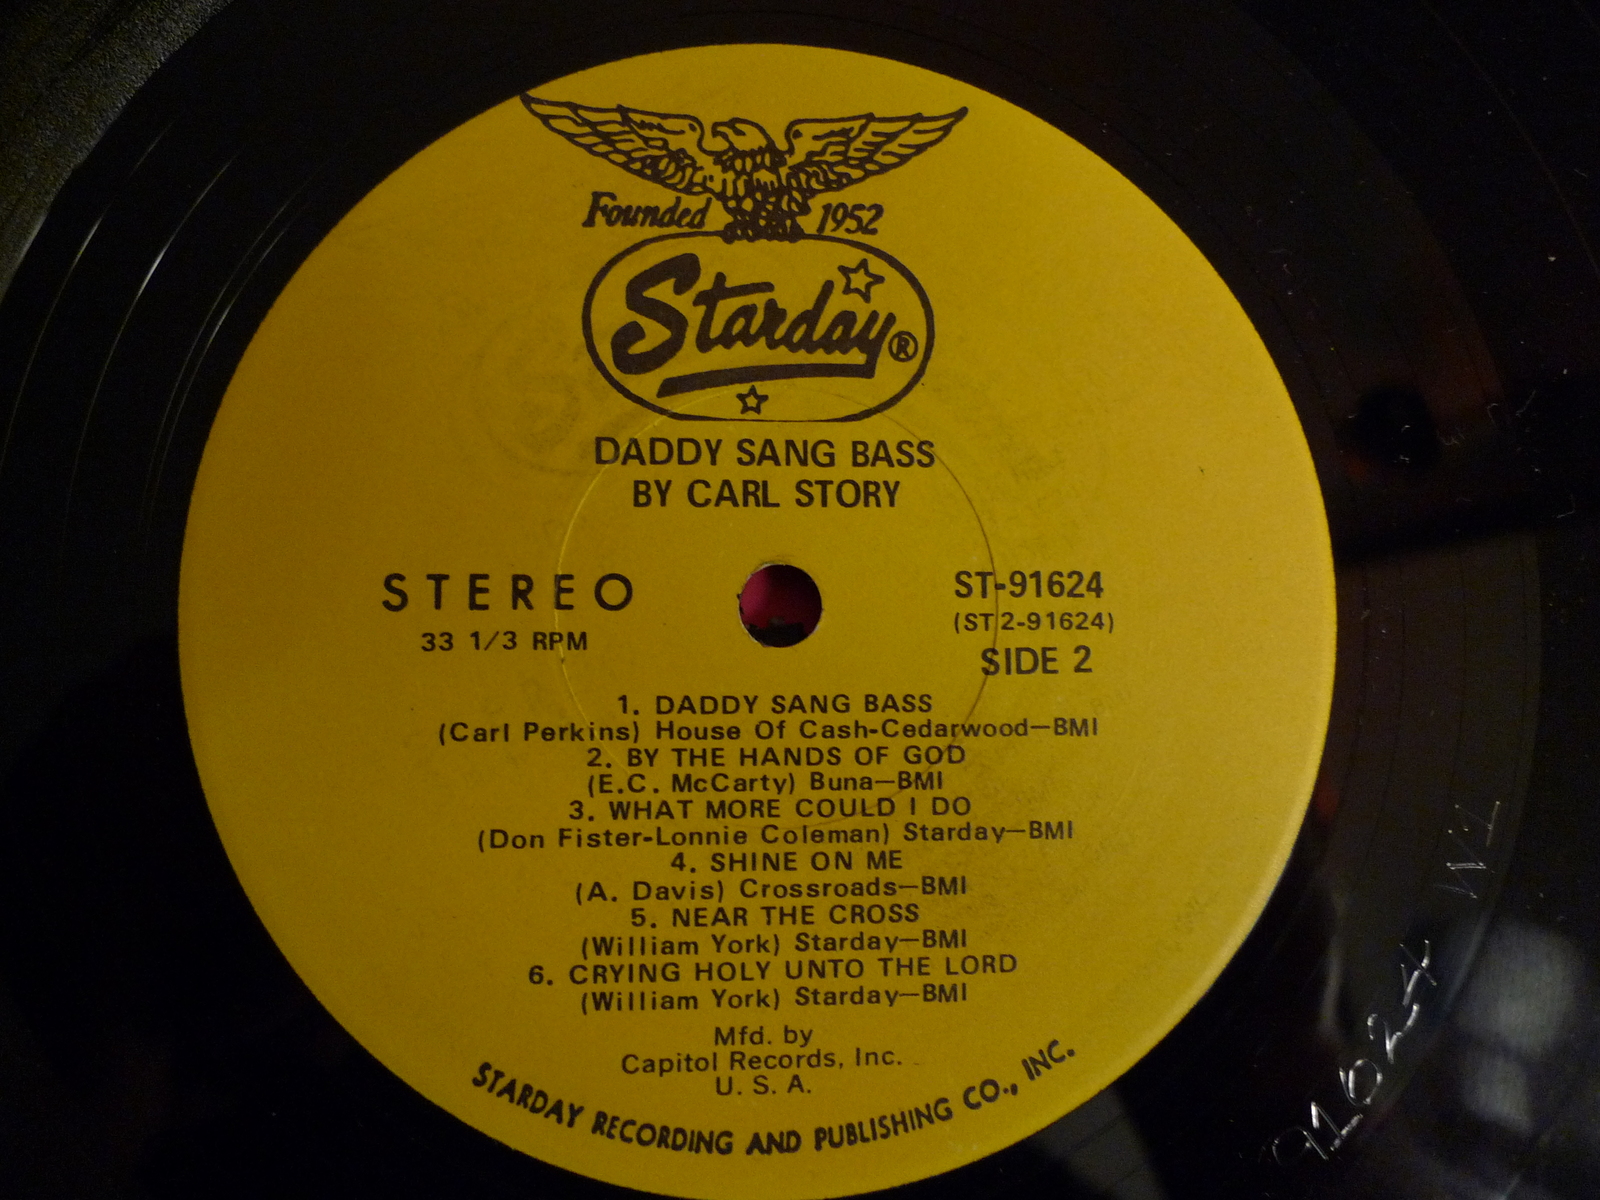 Founded 1952
Starday®
DADDY SANG BASS
BY CARL STORY
STEREO
33 1/3 RPM
ST-91624
(ST 2-91624)
SIDE 2
1. DADDY SANG BASS
(Carl Perkins) House Of Cash-Cedarwood—BMI
2. BY THE HANDS OF GOD
(E.C. McCarty) Buna—BMI
3. WHAT MORE COULD I DO
(Don Fister-Lonnie Coleman) Starday—BMI
4. SHINE ON ME
(A. Davis) Crossroads—BMI
5. NEAR THE CROSS
(William York) Starday—BMI
6. CRYING HOLY UNTO THE LORD
(William York) Starday—BMI
Mfd. by
Capitol Records, Inc.
U. S. A.
STARDAY RECORDING AND PUBLISHING CO., INC.
91624